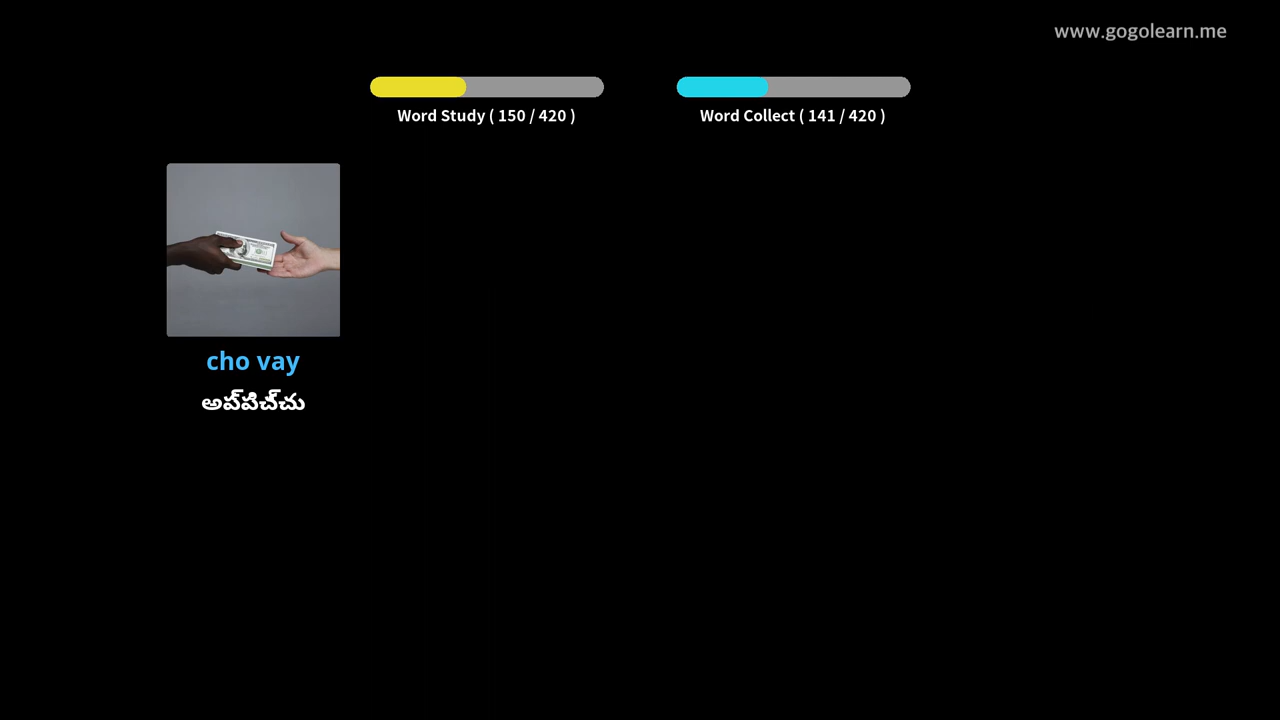 www.gogolearn.me
Word Study ( 150 / 420 )
Word Collect ( 141 / 420 )
cho vay
అప్పిచ్చు